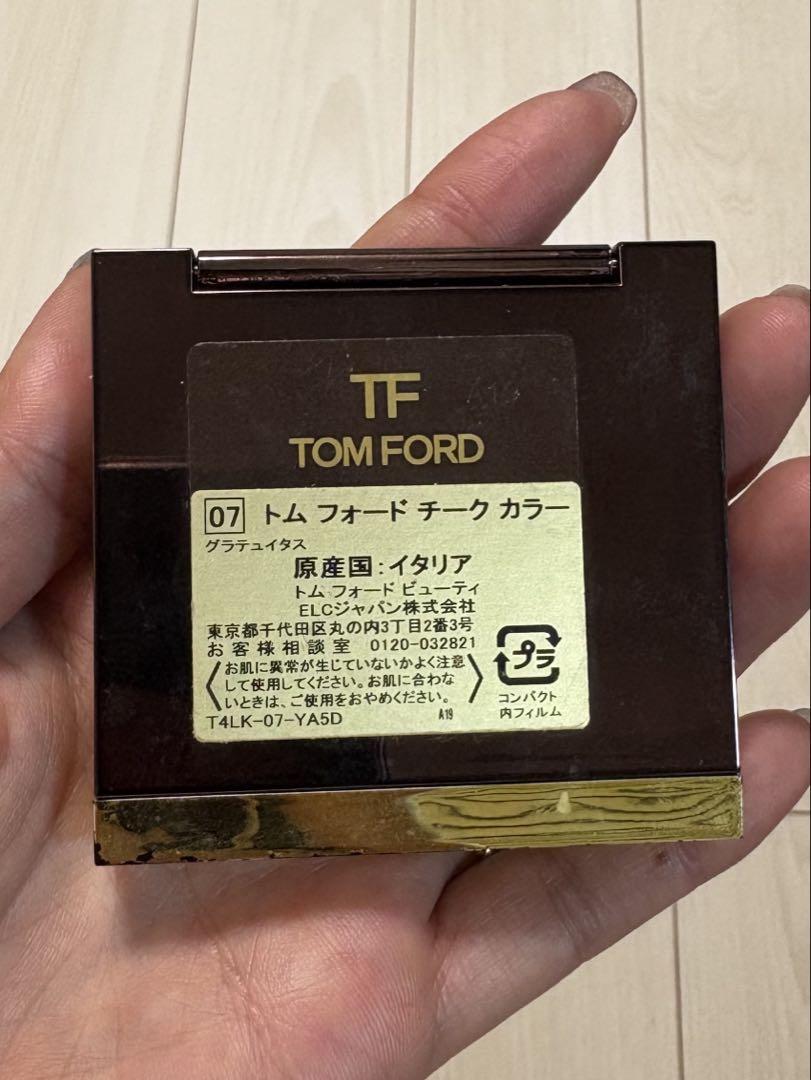 TF
TOM FORD
07 トム フォード チーク カラー
グラテュイタス
原産国:イタリア
トム フォード ビューティ
ELCジャパン株式会社
東京都千代田区丸の内3丁目2番3号
お客様相談室 0120-032821
〈お肌に異常が生じていないかよく注意
して使用してください。お肌に合わな
いときは、ご使用をおやめください。〉
プラ
コンパクト
内フィルム
T4LK-07-YA5D A19